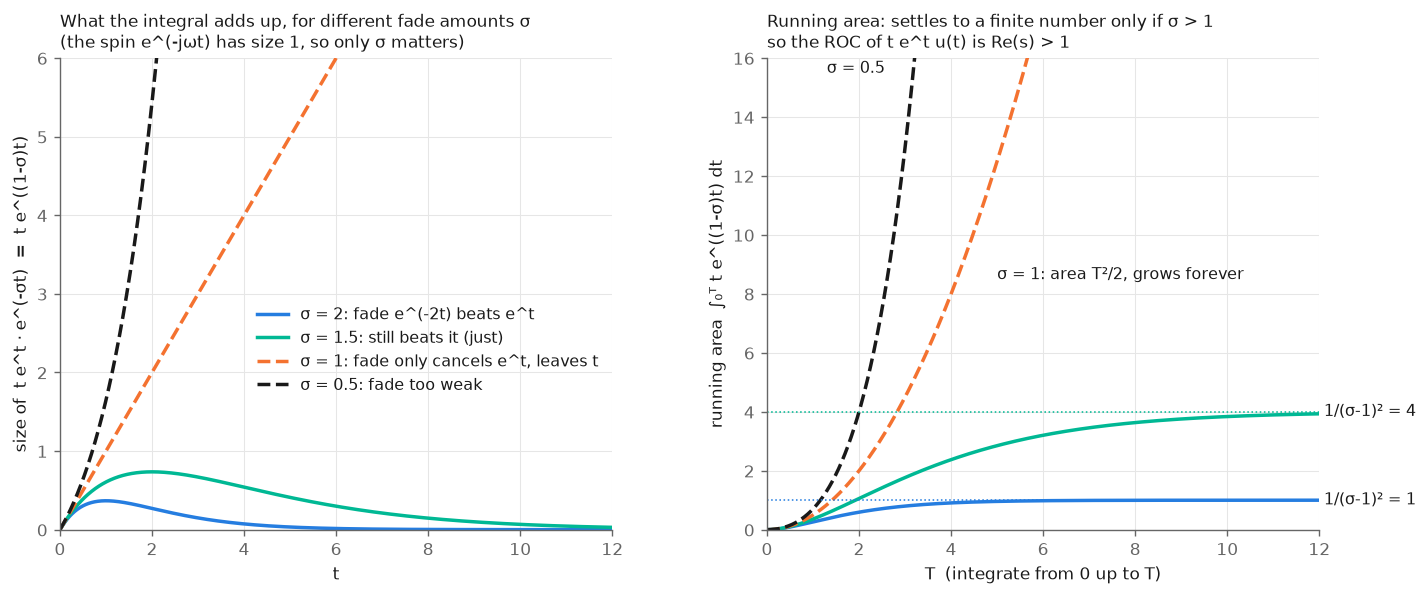 What the integral adds up, for different fade amounts σ
(the spin e^(-jωt) has size 1, so only σ matters)
size of t e^t · e^(-σt) = t e^((1-σ)t)
6
5
4
3
2
1
0
σ = 2: fade e^(-2t) beats e^t
σ = 1.5: still beats it (just)
σ = 1: fade only cancels e^t, leaves t
σ = 0.5: fade too weak
0 2 4 6 8 10 12
t
Running area: settles to a finite number only if σ > 1
so the ROC of t e^t u(t) is Re(s) > 1
running area ∫₀ᵀ t e^((1-σ)t) dt
16
14
12
10
8
6
4
2
0
σ = 0.5
σ = 1: area T²/2, grows forever
1/(σ-1)² = 4
1/(σ-1)² = 1
0 2 4 6 8 10 12
T (integrate from 0 up to T)